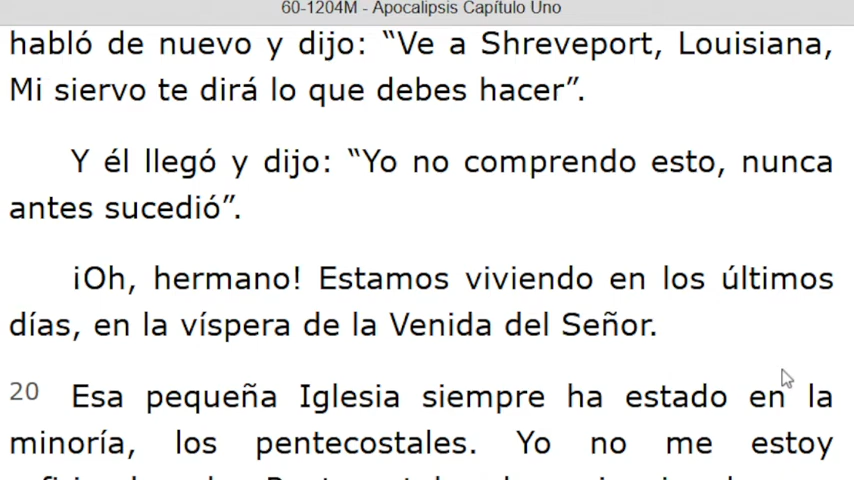 60-1204M - Apocalipsis Capítulo Uno
habló de nuevo y dijo: “Ve a Shreveport, Louisiana,
Mi siervo te dirá lo que debes hacer”.
Y él llegó y dijo: “Yo no comprendo esto, nunca
antes sucedió”.
¡Oh, hermano! Estamos viviendo en los últimos
días, en la víspera de la Venida del Señor.
20 Esa pequeña Iglesia siempre ha estado en la
minoría, los pentecostales. Yo no me estoy